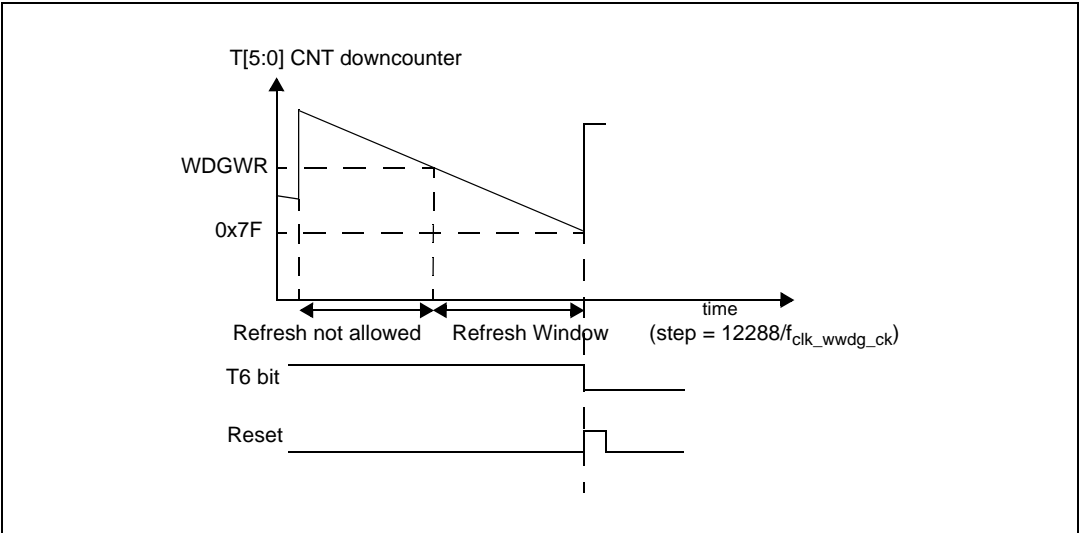 T[5:0] CNT downcounter
WDGWR
0x7F
time
Refresh not allowed Refresh Window (step = 12288/fclk_wwdg_ck)
T6 bit
Reset